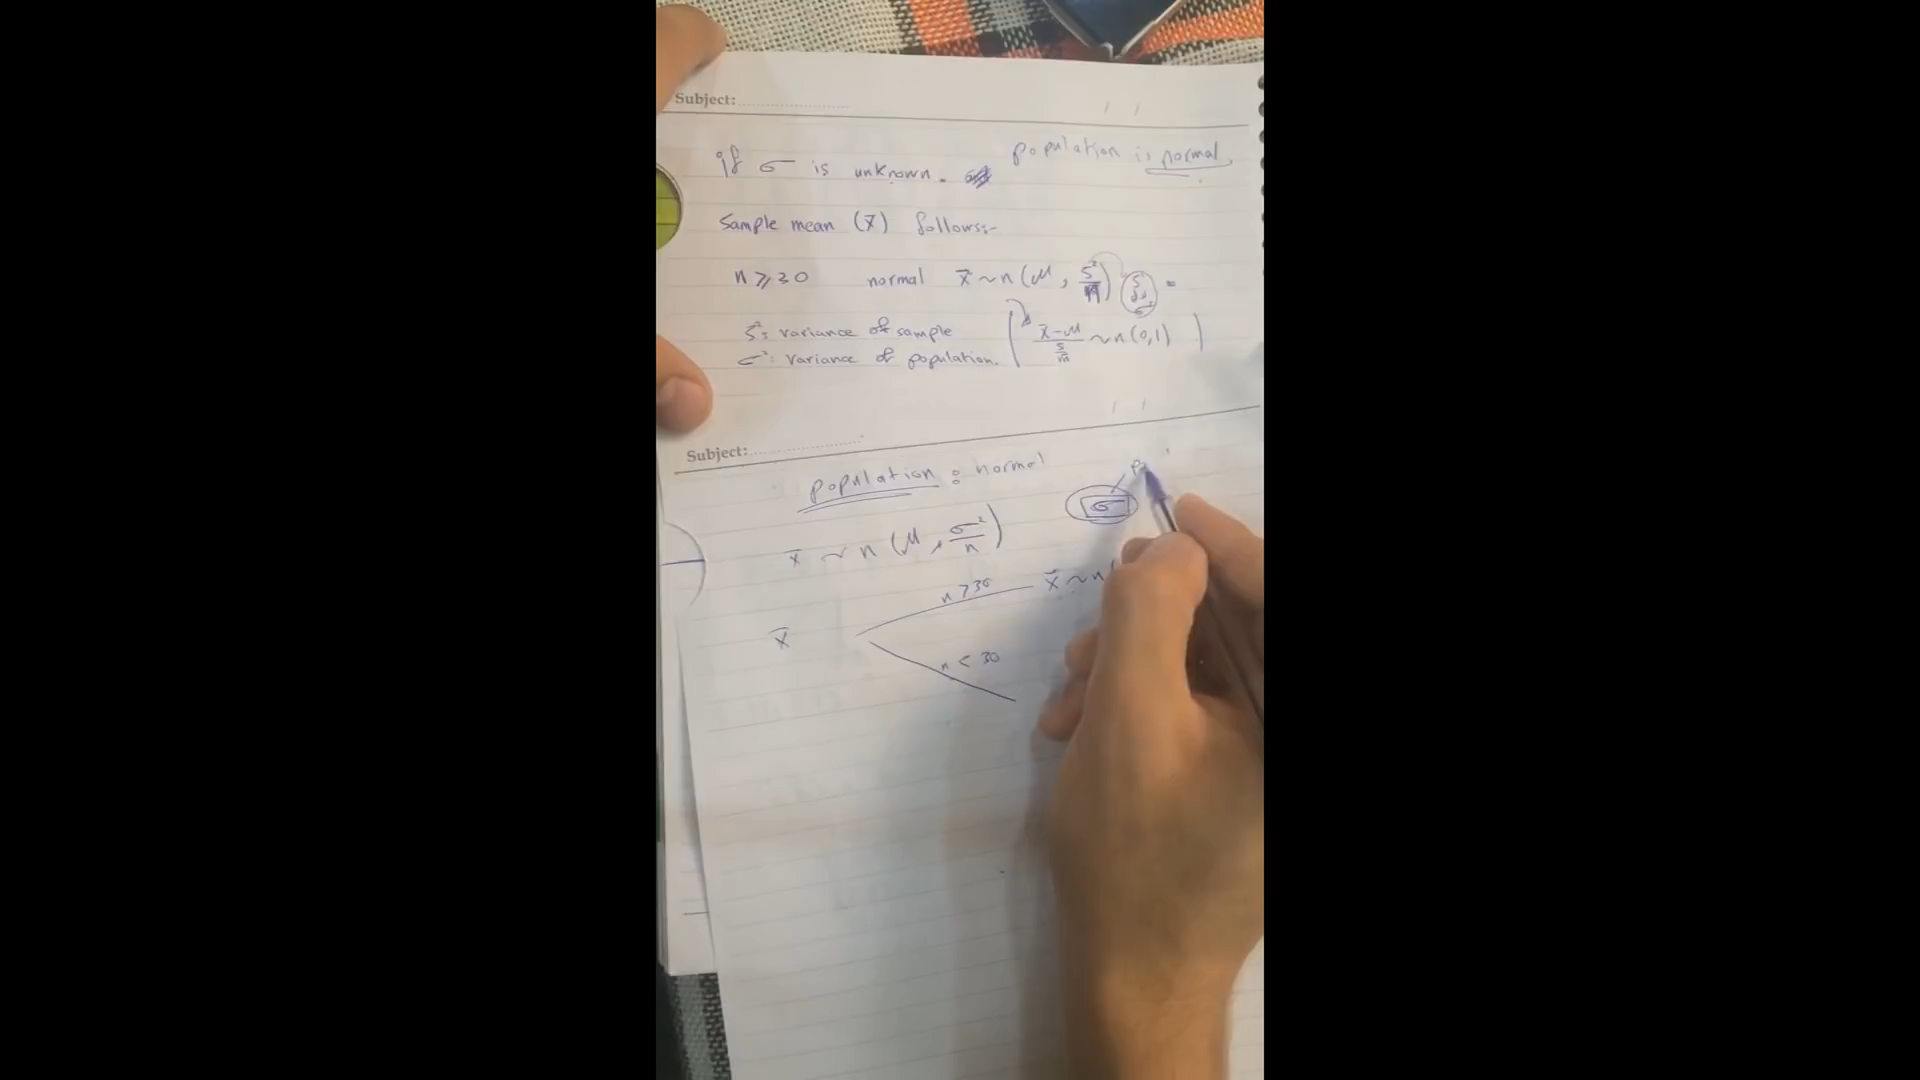 Subject:
if σ is unknown.
population is normal
Sample mean (x̄) follows:-
n ⩾ 30 normal x̄ ~ n (μ, s²/n)
s²: variance of sample
σ²: variance of population.
( (x̄-μ)/(s/√n) ~ n(0,1) )
Subject:
population : normal
σ
x̄ ~ n (μ, σ²/n)
n ⩾ 30 x̄ ~ n
x̄
n < 30